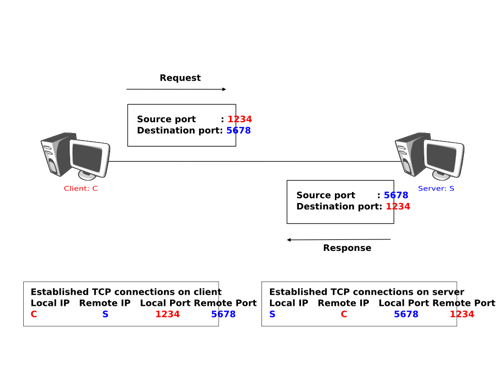 Request
Source port : 1234
Destination port: 5678
Client: C
Server: S
Source port : 5678
Destination port: 1234
Response
Established TCP connections on client
Local IP Remote IP Local Port Remote Port
C S 1234 5678
Established TCP connections on server
Local IP Remote IP Local Port Remote Port
S C 5678 1234